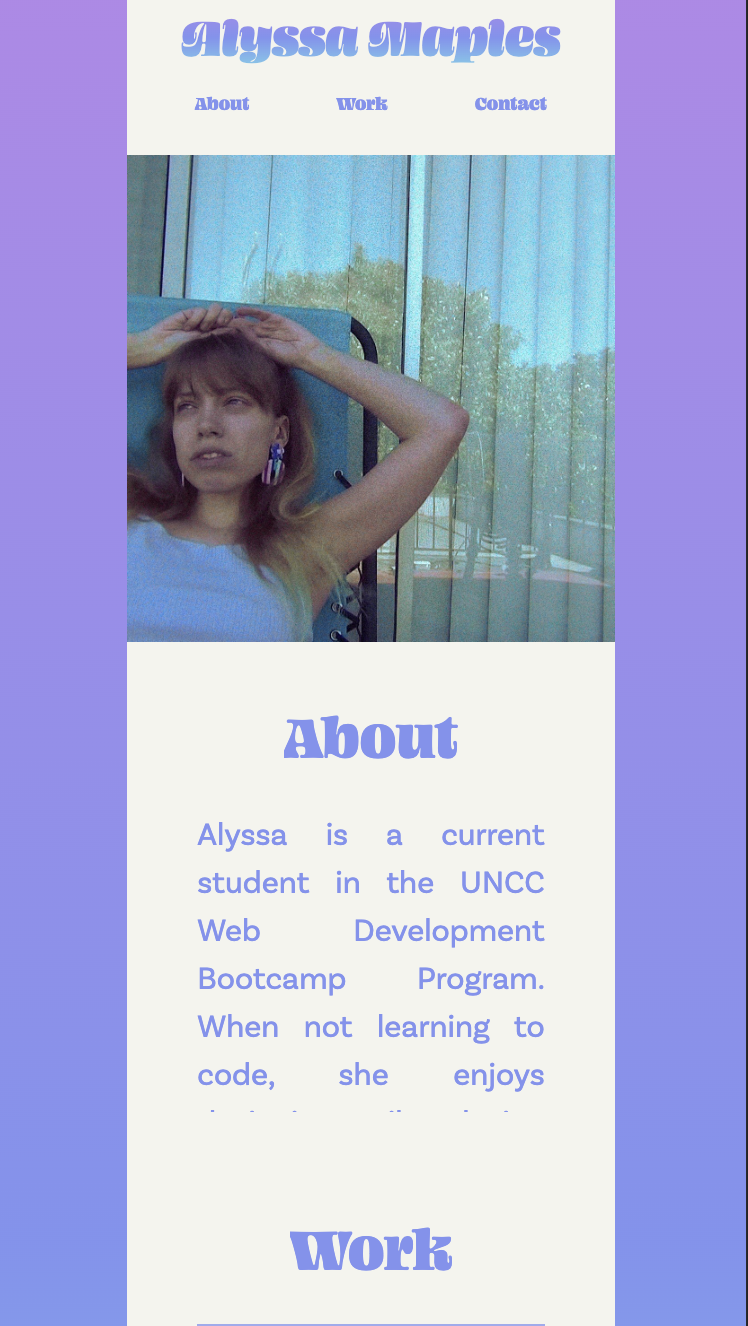 Alyssa Maples
About Work Contact
About
Alyssa is a current
student in the UNCC
Web Development
Bootcamp Program.
When not learning to
code, she enjoys
Work